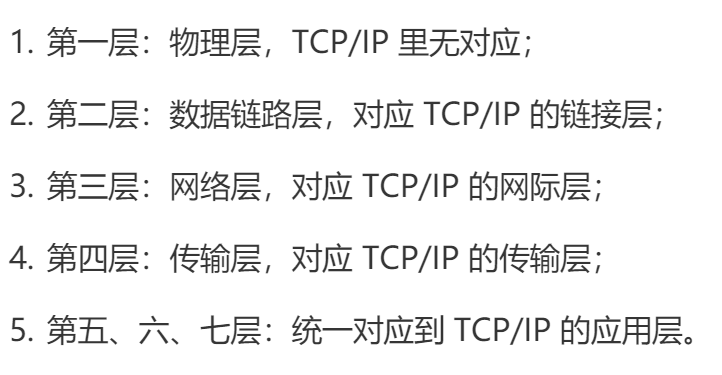 1. 第一层：物理层，TCP/IP 里无对应；
2. 第二层：数据链路层，对应 TCP/IP 的链接层；
3. 第三层：网络层，对应 TCP/IP 的网际层；
4. 第四层：传输层，对应 TCP/IP 的传输层；
5. 第五、六、七层：统一对应到 TCP/IP 的应用层。